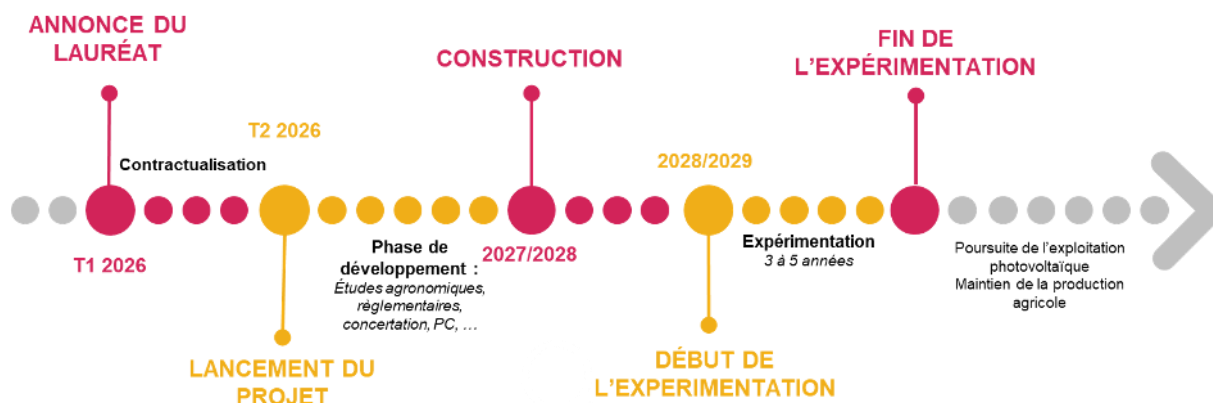 ANNONCE DU
LAURÉAT
T1 2026
Contractualisation
T2 2026
LANCEMENT DU
PROJET
Phase de
développement :
Études agronomiques,
règlementaires,
concertation, PC, …
CONSTRUCTION
2027/2028
2028/2029
DÉBUT DE
L’EXPERIMENTATION
Expérimentation
3 à 5 années
FIN DE
L’EXPÉRIMENTATION
Poursuite de l’exploitation
photovoltaïque
Maintien de la production
agricole